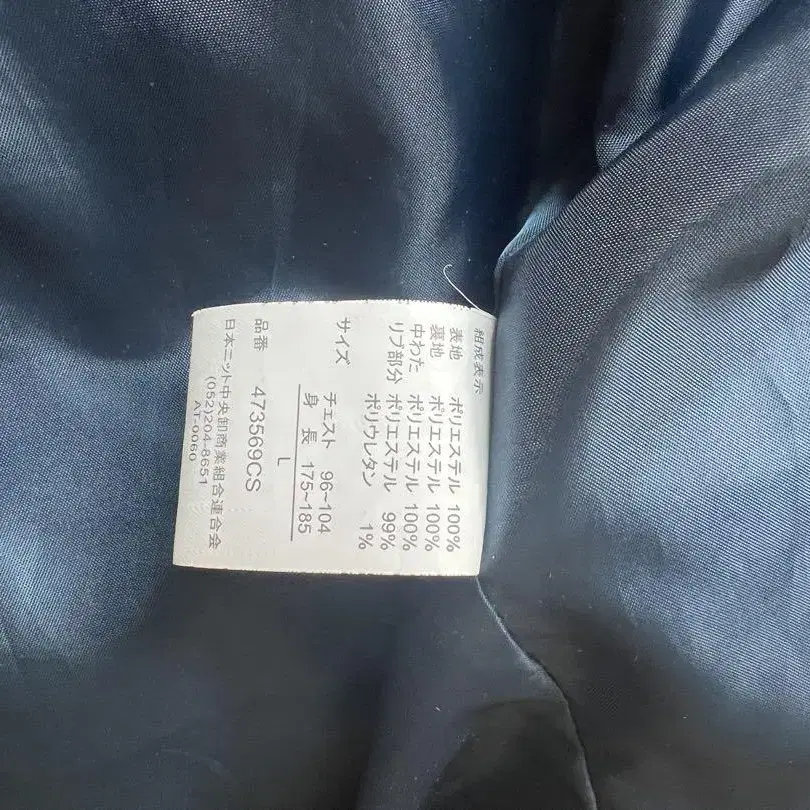 組成表示
表地 ポリエステル 100%
裏地 ポリエステル 100%
中わた ポリエステル 100%
リブ部分 ポリエステル 99%
ポリウレタン 1%
サイズ
チェスト 96~104
身長 175~185
L
品番 473569CS
日本ニット中央卸商業組合連合会
(052)204-8651
AT-0060